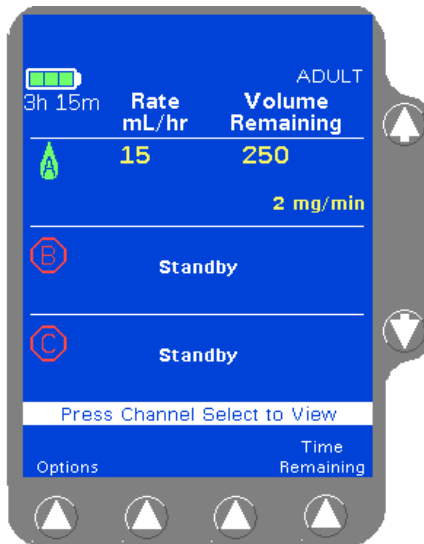 ADULT
3h 15m Rate Volume
mL/hr Remaining
A 15 250
2 mg/min
B Standby
C Standby
Press Channel Select to View
Options Time
Remaining